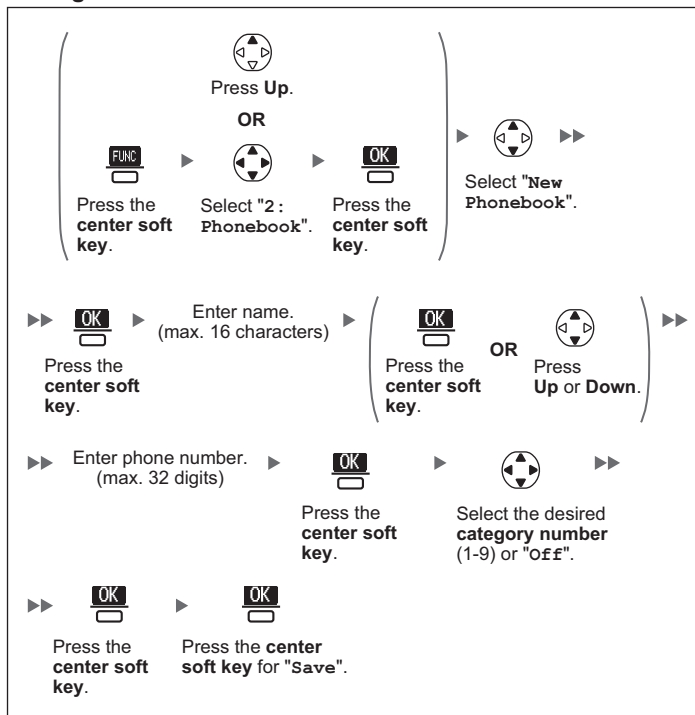 Press Up.
OR
FUNC
OK
Press the
center soft
key.
Select "2:
Phonebook".
Press the
center soft
key.
Select "New
Phonebook".
OK
Press the
center soft
key.
Enter name.
(max. 16 characters)
OK
Press the
center soft
key.
OR
Press
Up or Down.
Enter phone number.
(max. 32 digits)
OK
Press the
center soft
key.
Select the desired
category number
(1-9) or "Off".
OK
Press the
center soft
key.
OK
Press the center
soft key for "Save".